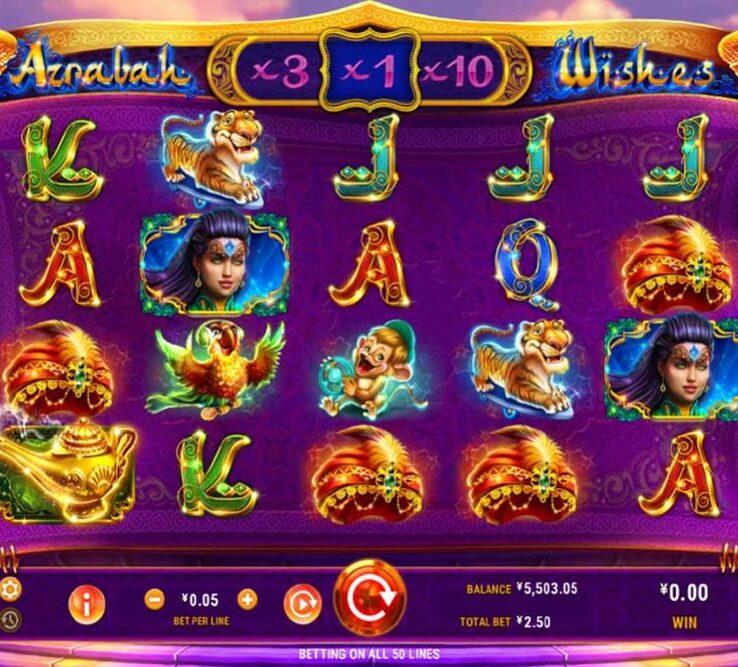 Azrabah x3 x1 x10 Wishes
K J J J
A A Q
K A
¥0.05
BET PER LINE
BALANCE ¥5,503.05
TOTAL BET ¥2.50
¥0.00
WIN
BETTING ON ALL 50 LINES